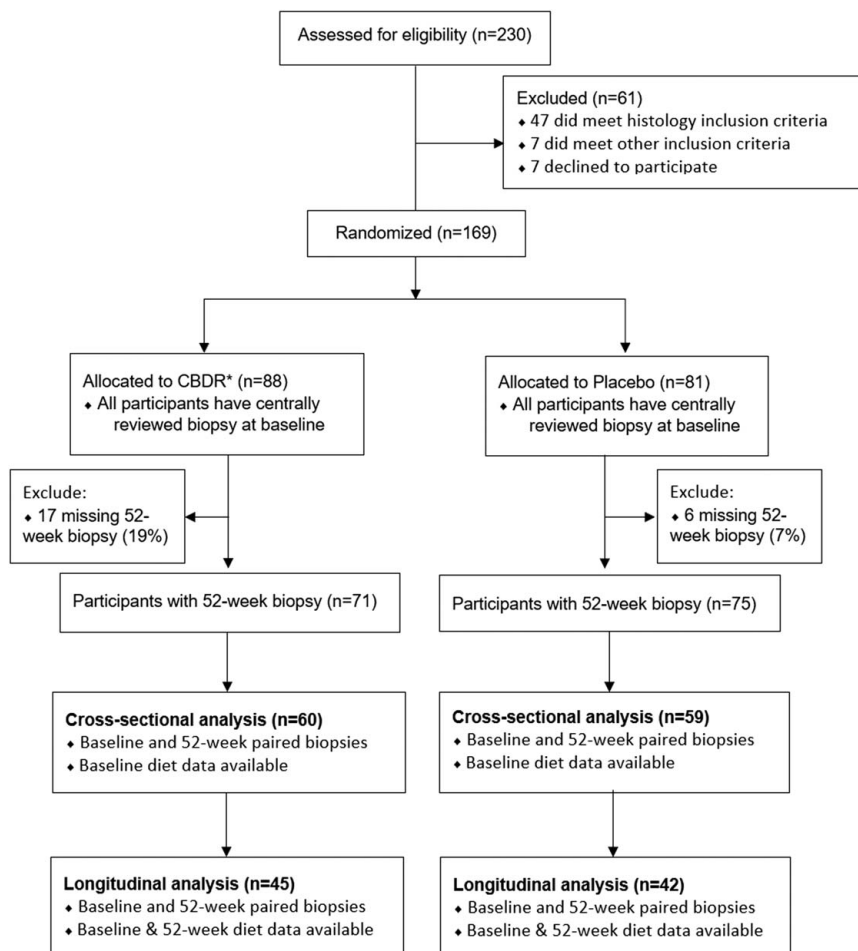 Assessed for eligibility (n=230)
Excluded (n=61)
⬥ 47 did meet histology inclusion criteria
⬥ 7 did meet other inclusion criteria
⬥ 7 declined to participate
Randomized (n=169)
Allocated to CBDR* (n=88)
⬥ All participants have centrally
reviewed biopsy at baseline
Allocated to Placebo (n=81)
⬥ All participants have centrally
reviewed biopsy at baseline
Exclude:
⬥ 17 missing 52-
week biopsy (19%)
Exclude:
⬥ 6 missing 52-
week biopsy (7%)
Participants with 52-week biopsy (n=71)
Participants with 52-week biopsy (n=75)
Cross-sectional analysis (n=60)
⬥ Baseline and 52-week paired biopsies
⬥ Baseline diet data available
Cross-sectional analysis (n=59)
⬥ Baseline and 52-week paired biopsies
⬥ Baseline diet data available
Longitudinal analysis (n=45)
⬥ Baseline and 52-week paired biopsies
⬥ Baseline & 52-week diet data available
Longitudinal analysis (n=42)
⬥ Baseline and 52-week paired biopsies
⬥ Baseline & 52-week diet data available